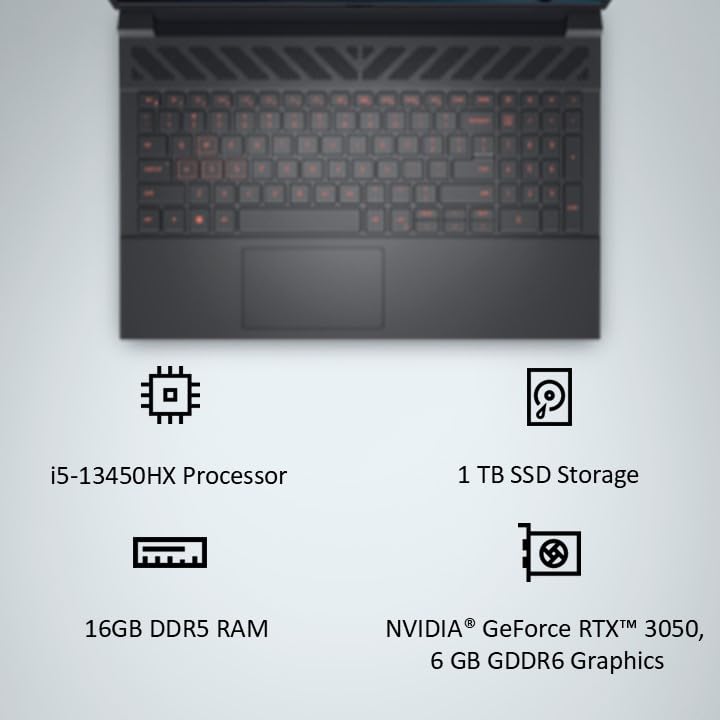 i5-13450HX Processor
1 TB SSD Storage
16GB DDR5 RAM
NVIDIA® GeForce RTX™ 3050,
6 GB GDDR6 Graphics